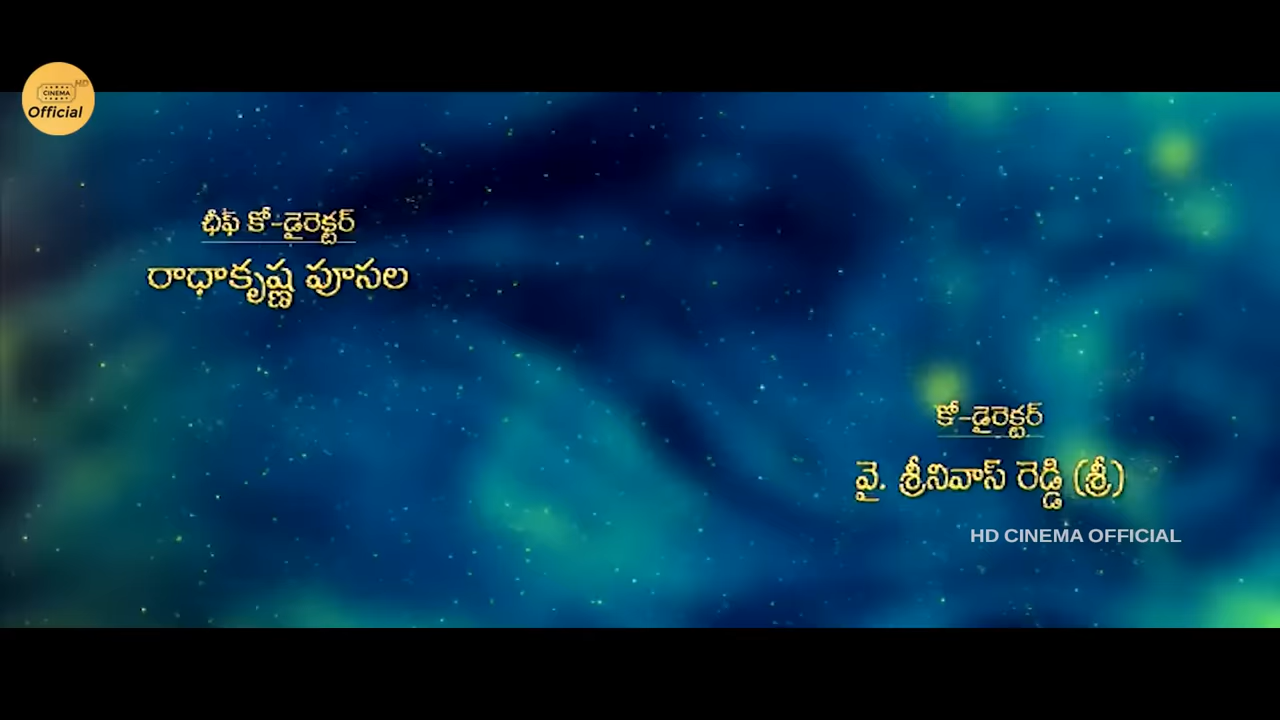 HD
CINEMA
Official
ఛీఫ్ కో-డైరెక్టర్
రాధాకృష్ణ పూసల
కో-డైరెక్టర్
వై. శ్రీనివాస్ రెడ్డి (శ్రీ)
HD CINEMA OFFICIAL